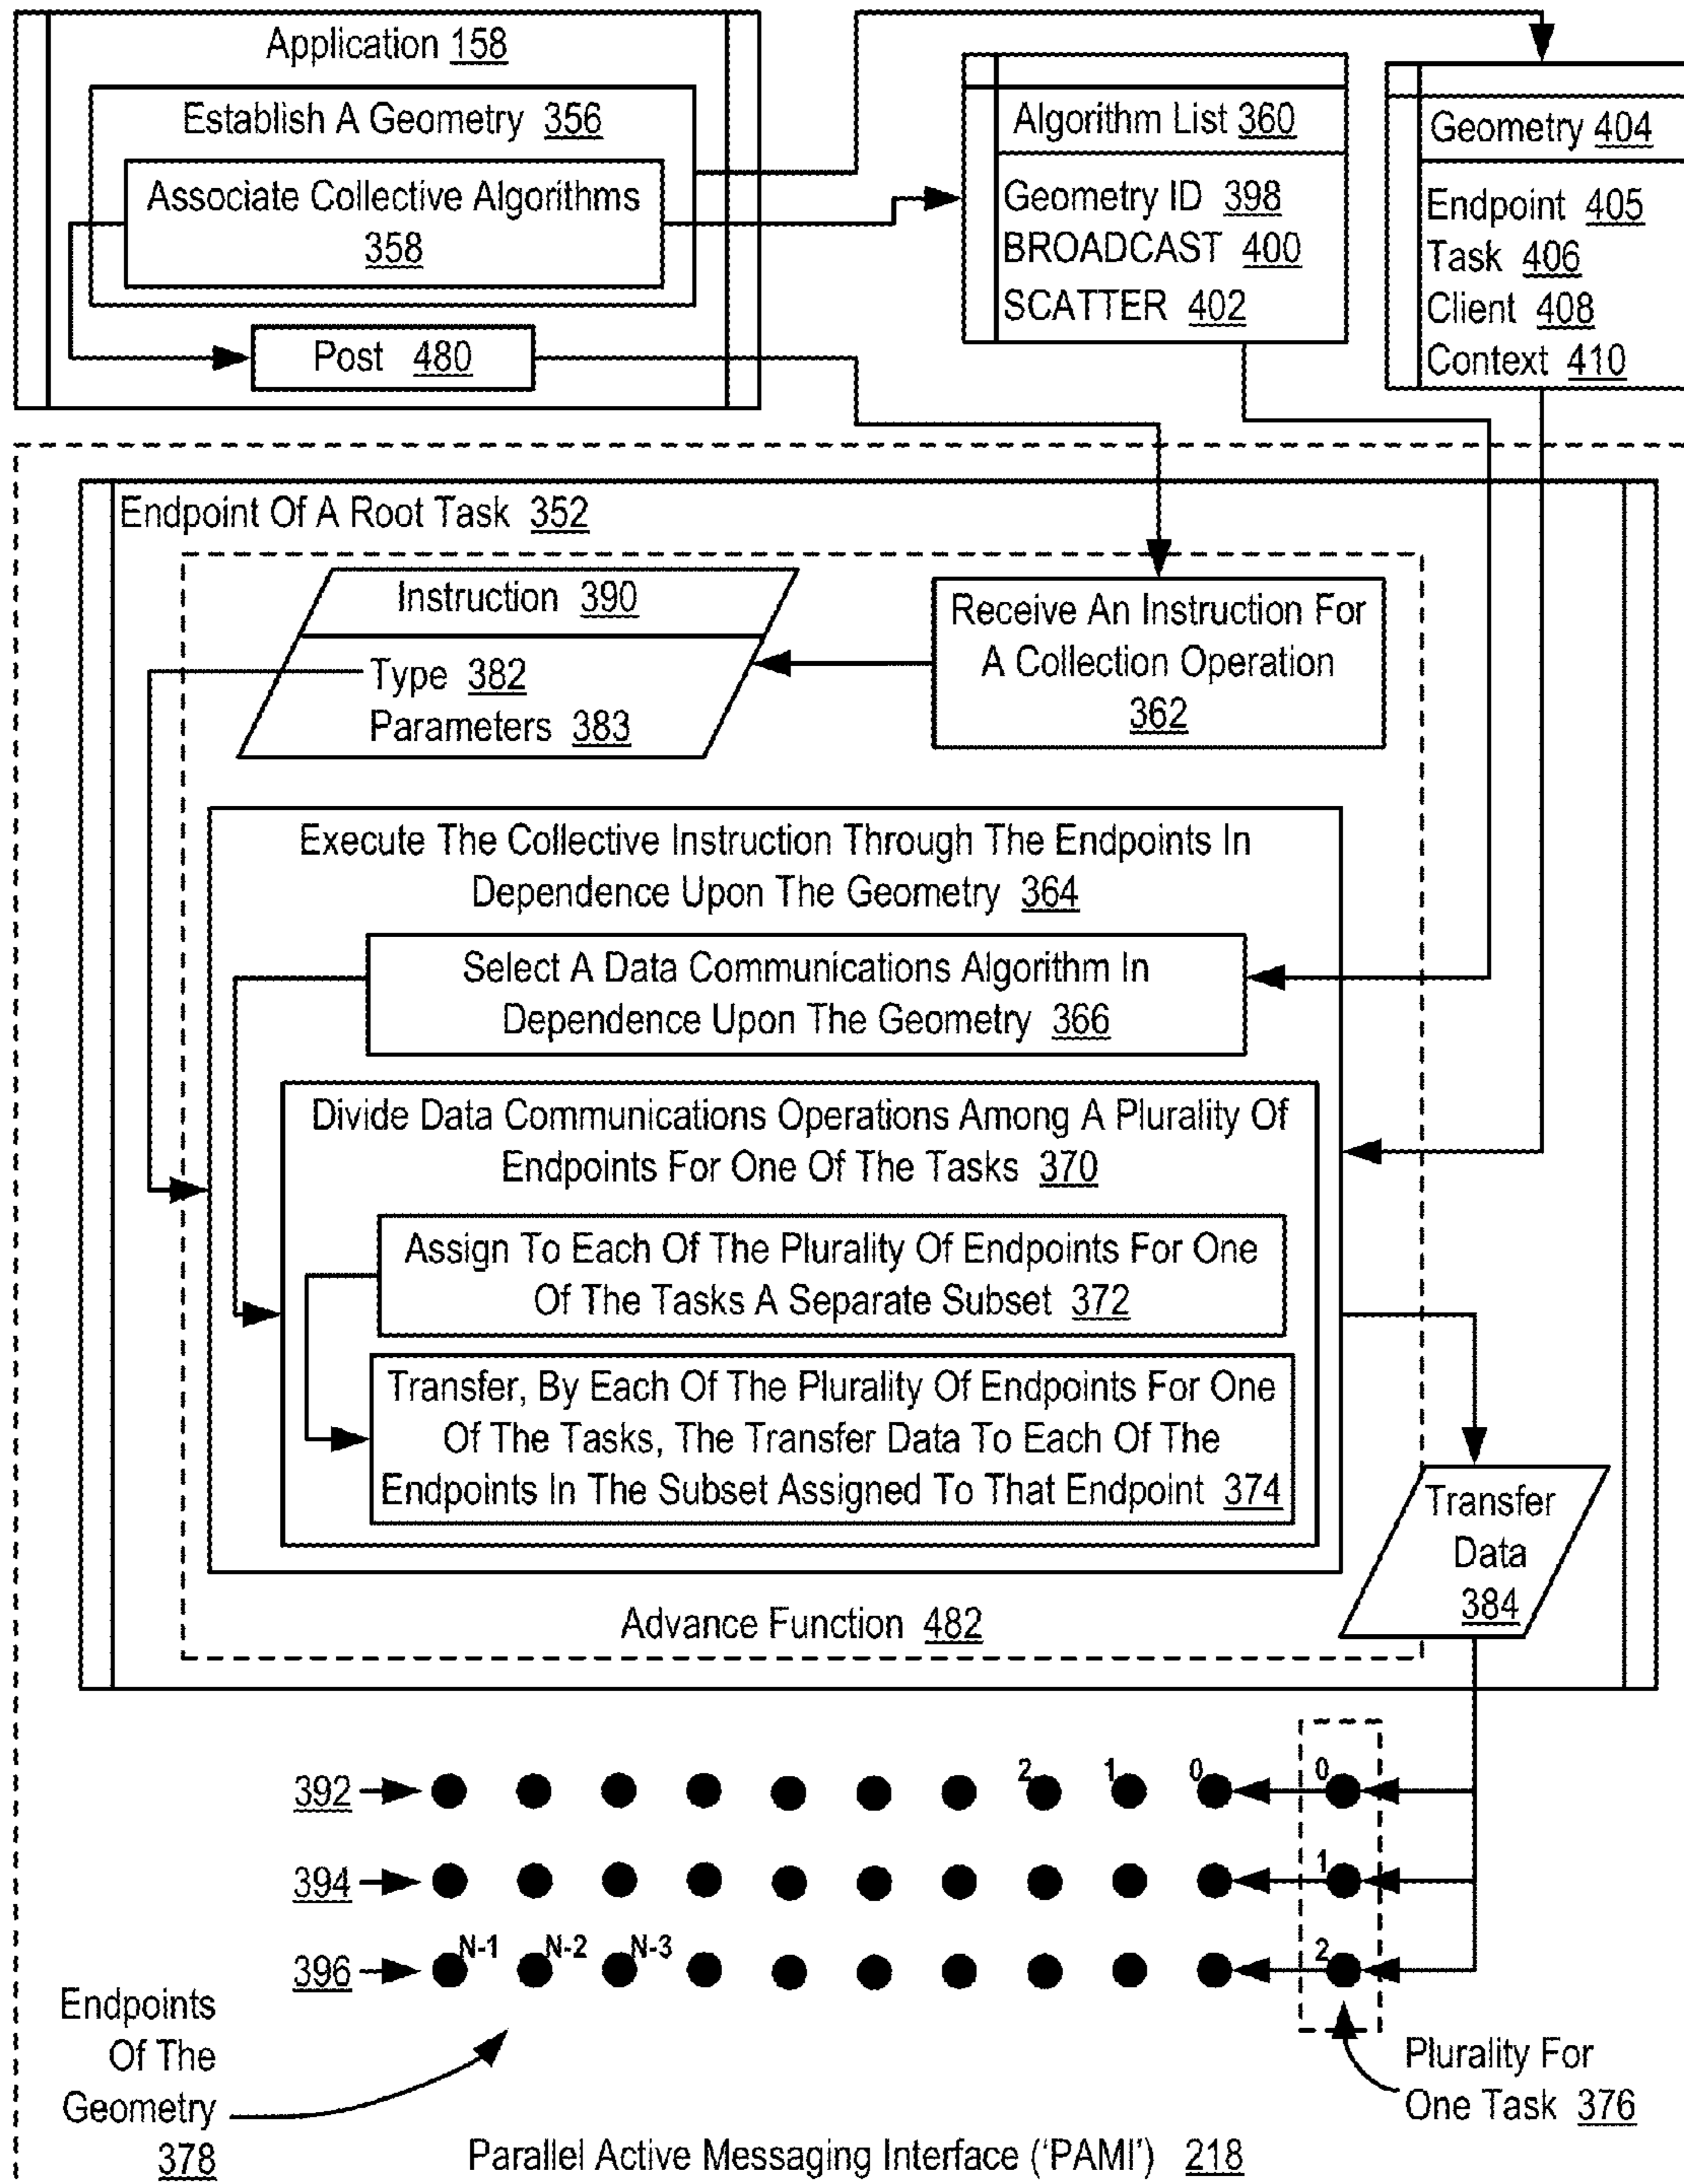 Application 158
Establish A Geometry 356
Associate Collective Algorithms
358
Post 480
Algorithm List 360
Geometry ID 398
BROADCAST 400
SCATTER 402
Geometry 404
Endpoint 405
Task 406
Client 408
Context 410
Endpoint Of A Root Task 352
Instruction 390
Type 382
Parameters 383
Receive An Instruction For
A Collection Operation
362
Execute The Collective Instruction Through The Endpoints In
Dependence Upon The Geometry 364
Select A Data Communications Algorithm In
Dependence Upon The Geometry 366
Divide Data Communications Operations Among A Plurality Of
Endpoints For One Of The Tasks 370
Assign To Each Of The Plurality Of Endpoints For One
Of The Tasks A Separate Subset 372
Transfer, By Each Of The Plurality Of Endpoints For One
Of The Tasks, The Transfer Data To Each Of The
Endpoints In The Subset Assigned To That Endpoint 374
Transfer
Data
384
Advance Function 482
392 2 1 0 0
394 1
396 N-1 N-2 N-3 2
Endpoints
Of The
Geometry
378
Plurality For
One Task 376
Parallel Active Messaging Interface ('PAMI') 218